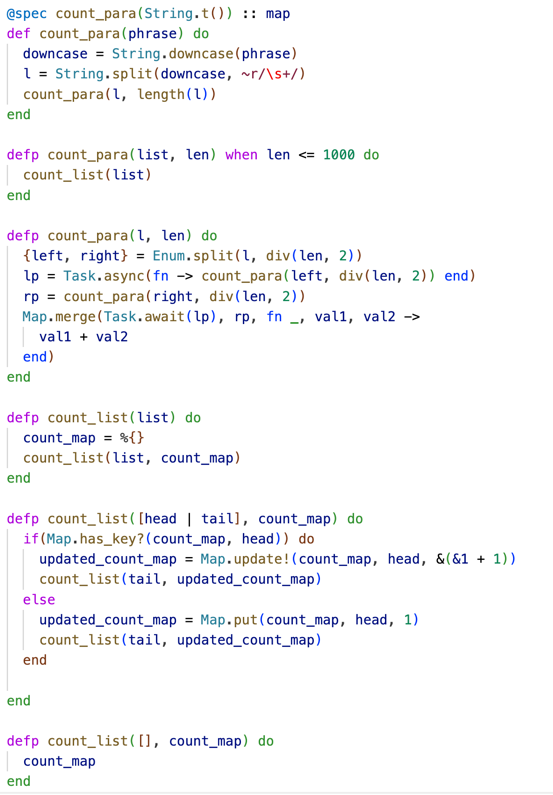 @spec count_para(String.t()) :: map
def count_para(phrase) do
  downcase = String.downcase(phrase)
  l = String.split(downcase, ~r/\s+/)
  count_para(l, length(l))
end

defp count_para(list, len) when len <= 1000 do
  count_list(list)
end

defp count_para(l, len) do
  {left, right} = Enum.split(l, div(len, 2))
  lp = Task.async(fn -> count_para(left, div(len, 2)) end)
  rp = count_para(right, div(len, 2))
  Map.merge(Task.await(lp), rp, fn _, val1, val2 ->
    val1 + val2
  end)
end

defp count_list(list) do
  count_map = %{}
  count_list(list, count_map)
end

defp count_list([head | tail], count_map) do
  if(Map.has_key?(count_map, head)) do
    updated_count_map = Map.update!(count_map, head, &(&1 + 1))
    count_list(tail, updated_count_map)
  else
    updated_count_map = Map.put(count_map, head, 1)
    count_list(tail, updated_count_map)
  end

end

defp count_list([], count_map) do
  count_map
end